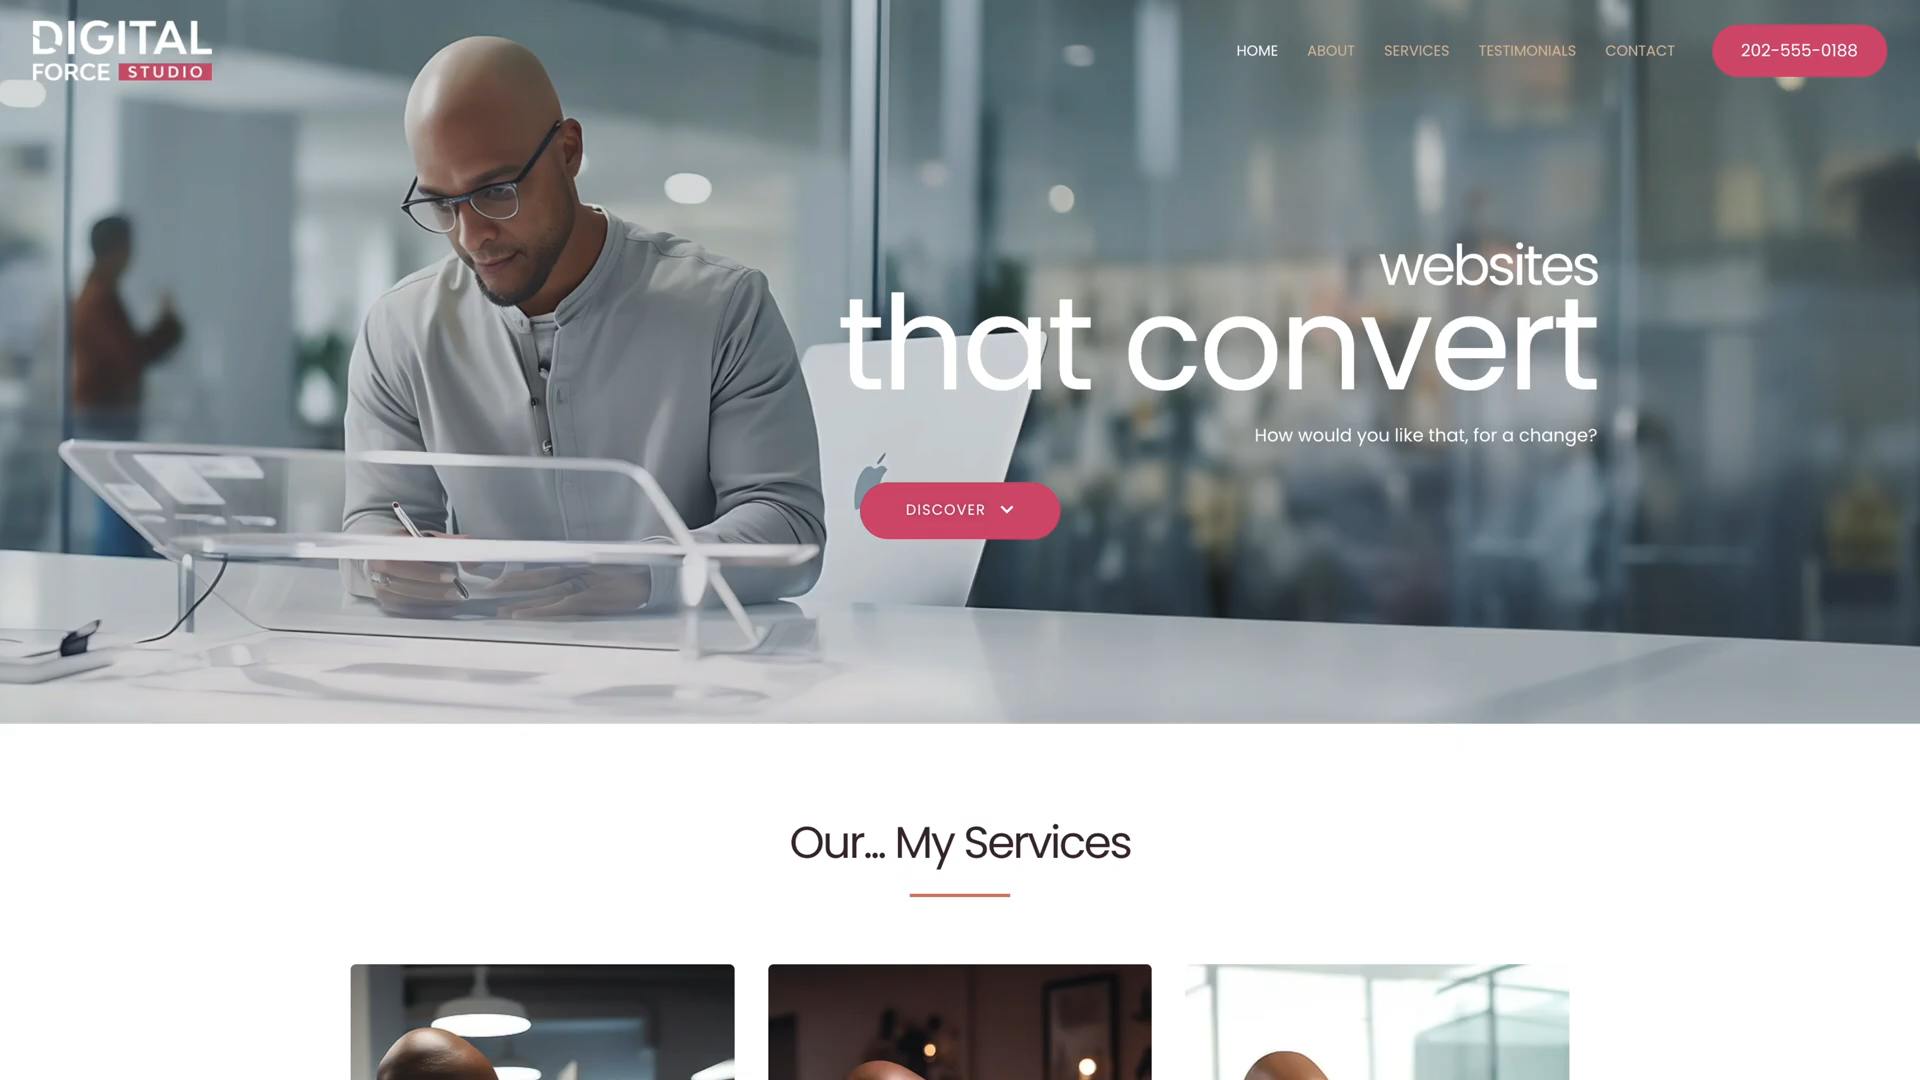 DIGITAL
FORCE STUDIO
HOME ABOUT SERVICES TESTIMONIALS CONTACT 202-555-0188
websites
that convert
How would you like that, for a change?
DISCOVER
Our... My Services